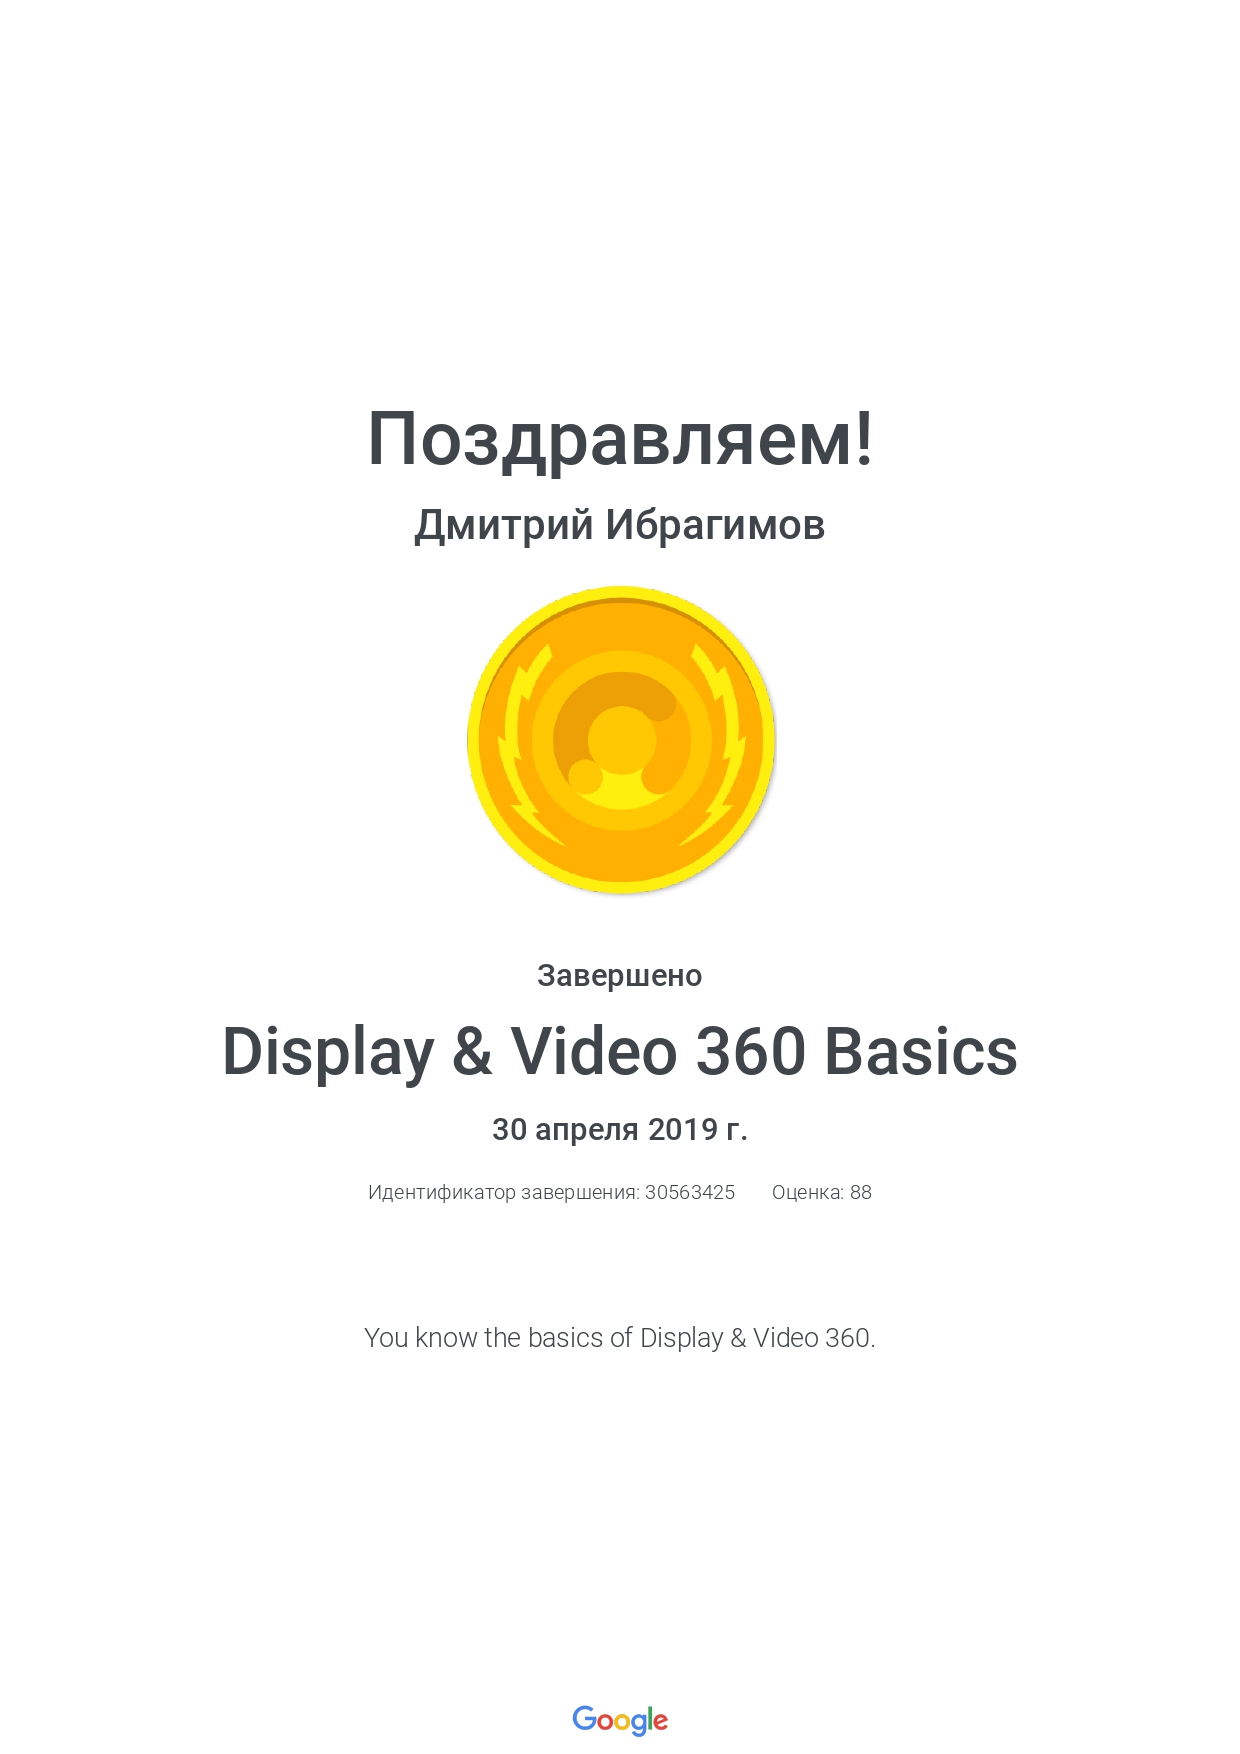 Поздравляем!
Дмитрий Ибрагимов
Завершено
Display & Video 360 Basics
30 апреля 2019 г.
Идентификатор завершения: 30563425 Оценка: 88
You know the basics of Display & Video 360.
Google